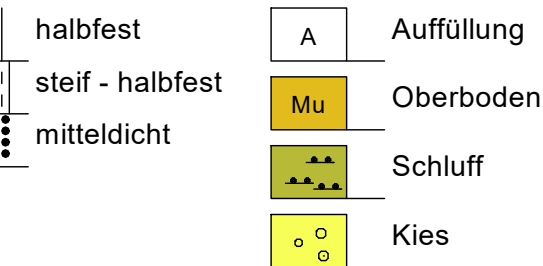 halbfest
steif - halbfest
mitteldicht
A Auffüllung
Mu Oberboden
Schluff
Kies